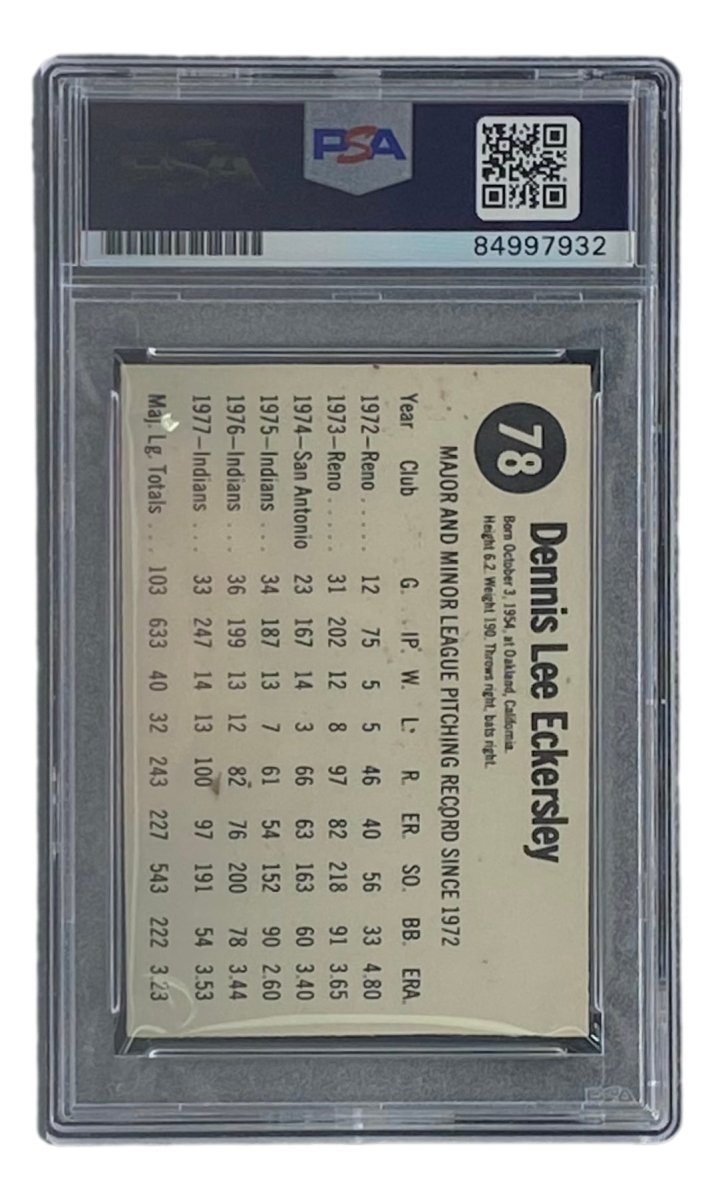 PSA
84997932
78
Dennis Lee Eckersley
Born October 3, 1954, at Oakland, California.
Height 6.2. Weight 190. Throws right, bats right.
MAJOR AND MINOR LEAGUE PITCHING RECORD SINCE 1972
Year Club G. IP. W. L. R. ER. SO. BB. ERA.
1972—Reno ..... 12 75 5 5 46 40 56 33 4.80
1973—Reno ..... 31 202 12 8 97 82 218 91 3.65
1974—San Antonio 23 167 14 3 66 63 163 60 3.40
1975—Indians ... 34 187 13 7 61 54 152 90 2.60
1976—Indians ... 36 199 13 12 82 76 200 78 3.44
1977—Indians ... 33 247 14 13 100 97 191 54 3.53
Maj. Lg. Totals ... 103 633 40 32 243 227 543 222 3.23